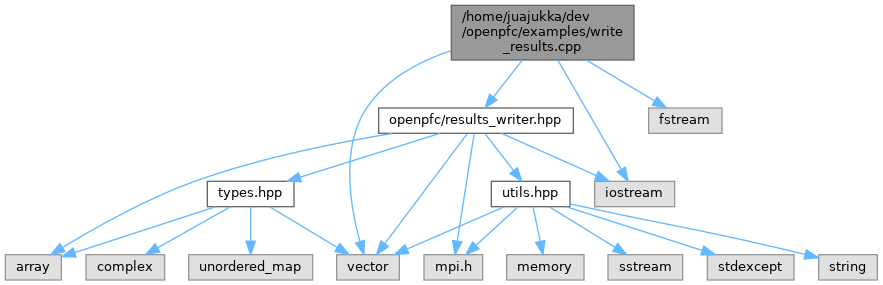 /home/juajukka/dev
/openpfc/examples/write
_results.cpp
openpfc/results_writer.hpp
fstream
types.hpp
utils.hpp
iostream
array
complex
unordered_map
vector
mpi.h
memory
sstream
stdexcept
string